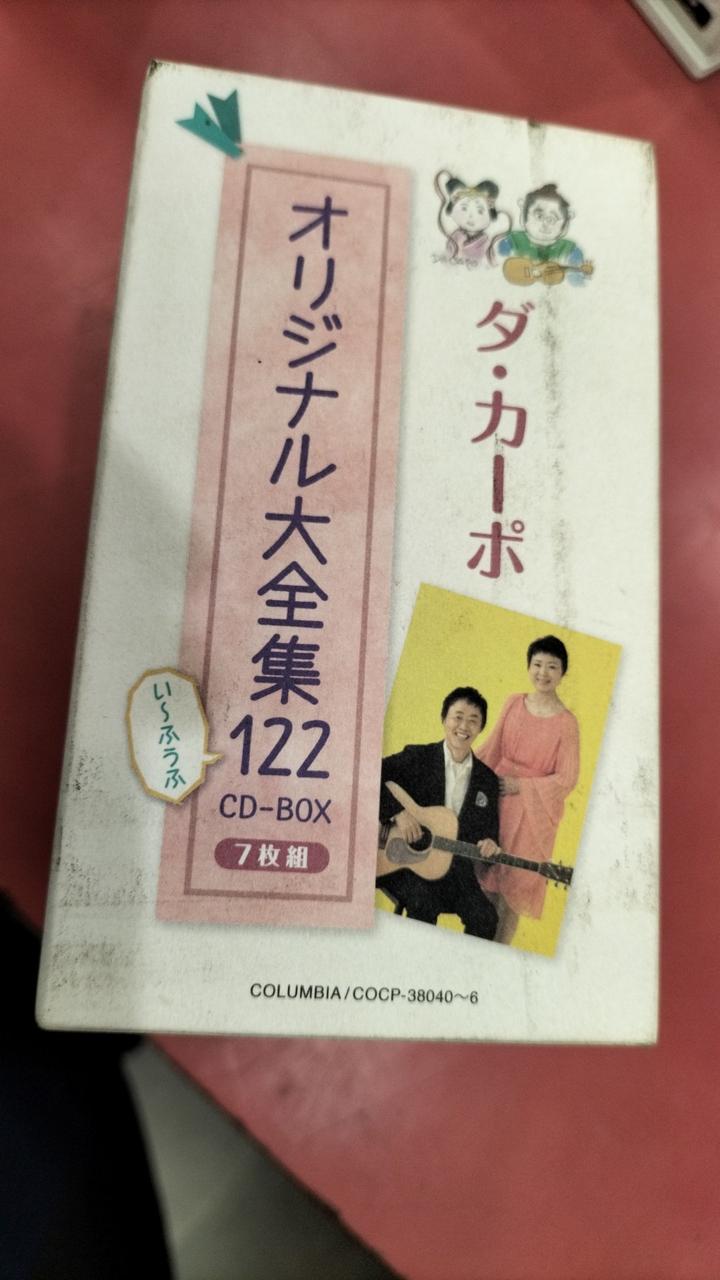 ダ・カーポ
オリジナル大全集
122
CD-BOX
7枚組
い〜ふうふ
COLUMBIA/COCP-38040〜6